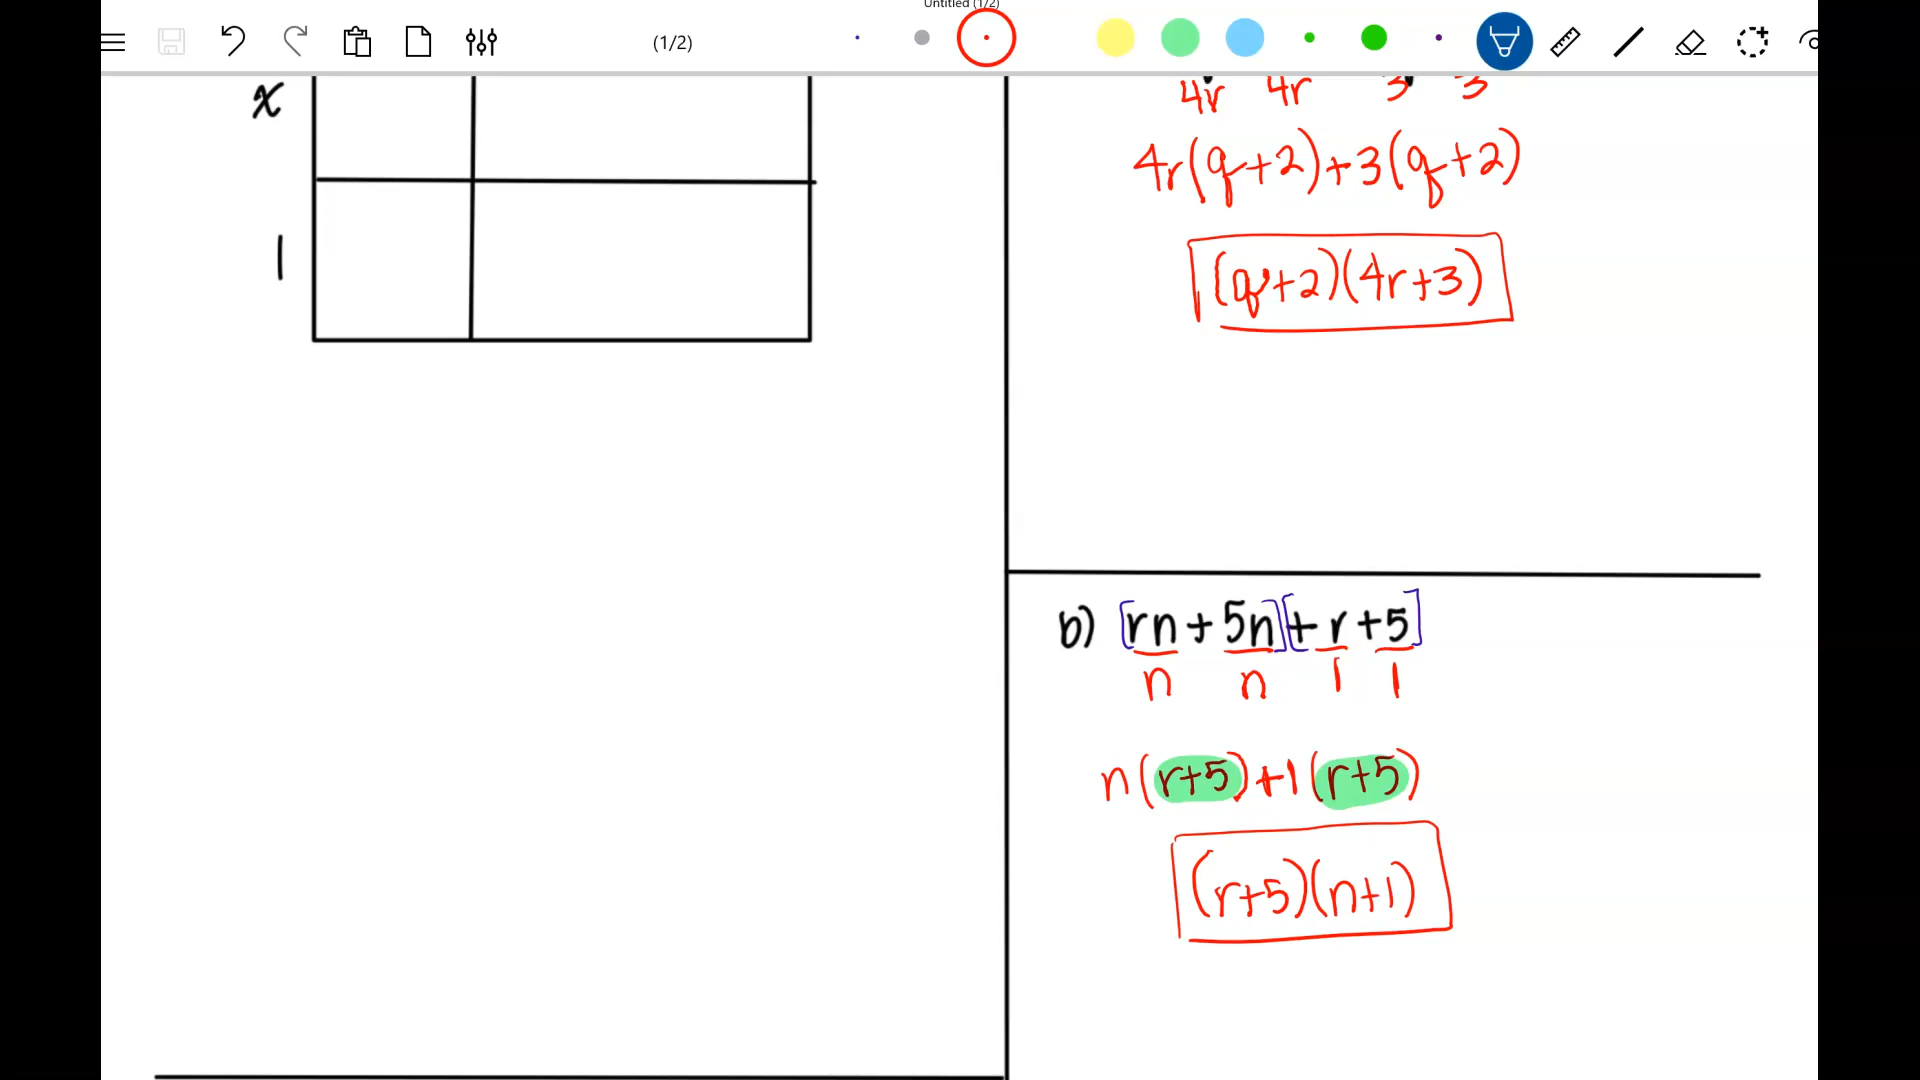 Untitled (1/2)
(1/2)
x
1
4r 4r 3 3
4r(q+2)+3(q+2)
(q+2)(4r+3)
b) [rn + 5n][+ r + 5]
n n 1 1
n(r+5)+1(r+5)
(r+5)(n+1)